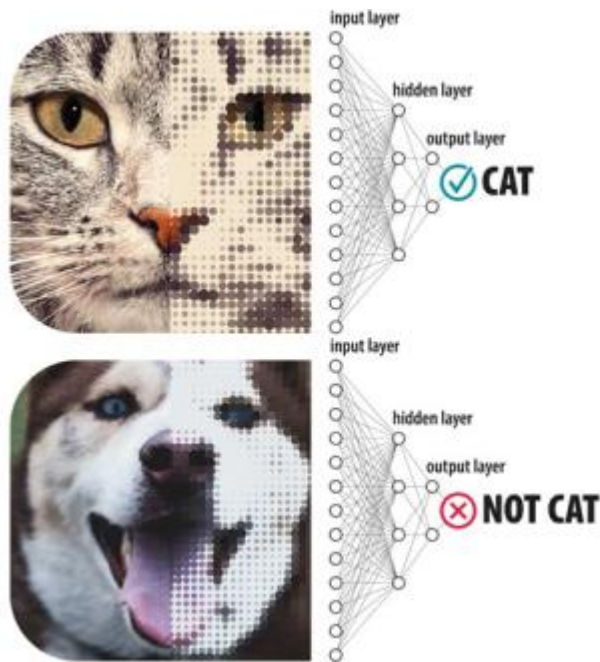 input layer
hidden layer
output layer
CAT
input layer
hidden layer
output layer
NOT CAT